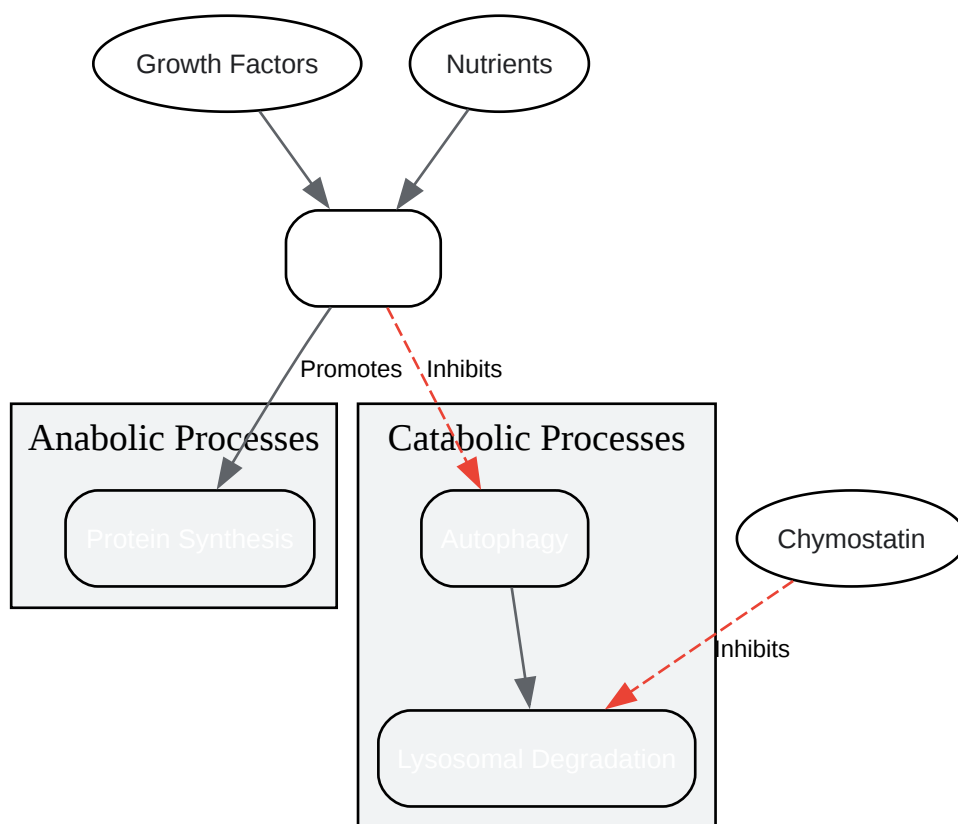 Growth Factors
Nutrients
Promotes
Inhibits
Anabolic Processes
Catabolic Processes
Protein Synthesis
Autophagy
Chymostatin
Inhibits
Lysosomal Degradation